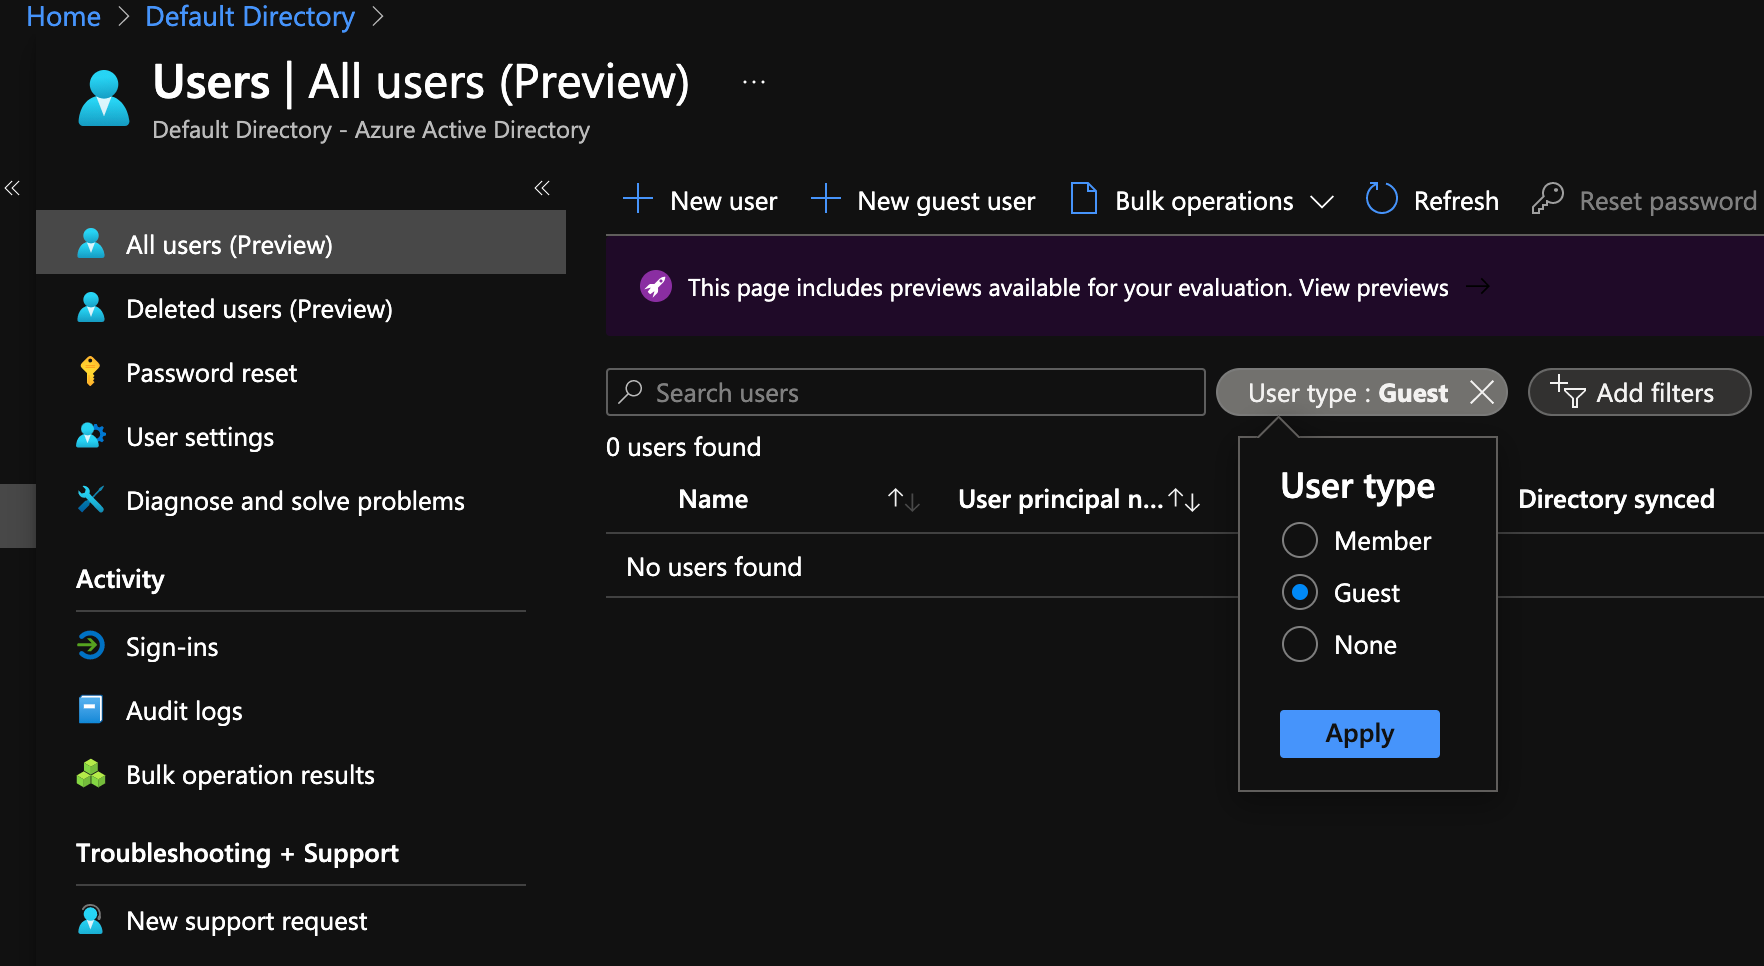 Home > Default Directory >
Users | All users (Preview) ...
Default Directory - Azure Active Directory
All users (Preview)
Deleted users (Preview)
Password reset
User settings
Diagnose and solve problems
Activity
Sign-ins
Audit logs
Bulk operation results
Troubleshooting + Support
New support request
New user New guest user Bulk operations Refresh Reset password
This page includes previews available for your evaluation. View previews →
Search users User type : Guest Add filters
0 users found
Name User principal n... Directory synced
No users found
User type
Member
Guest
None
Apply